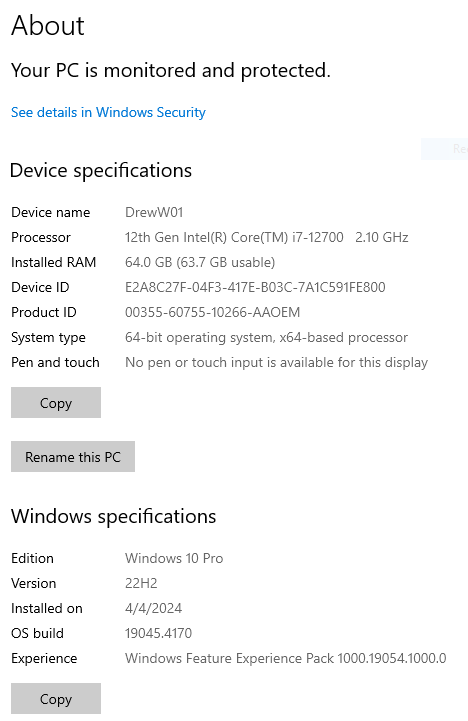 About
Your PC is monitored and protected.
See details in Windows Security
Device specifications
Device name DrewW01
Processor 12th Gen Intel(R) Core(TM) i7-12700 2.10 GHz
Installed RAM 64.0 GB (63.7 GB usable)
Device ID E2A8C27F-04F3-417E-B03C-7A1C591FE800
Product ID 00355-60755-10266-AAOEM
System type 64-bit operating system, x64-based processor
Pen and touch No pen or touch input is available for this display
Copy
Rename this PC
Windows specifications
Edition Windows 10 Pro
Version 22H2
Installed on 4/4/2024
OS build 19045.4170
Experience Windows Feature Experience Pack 1000.19054.1000.0
Copy